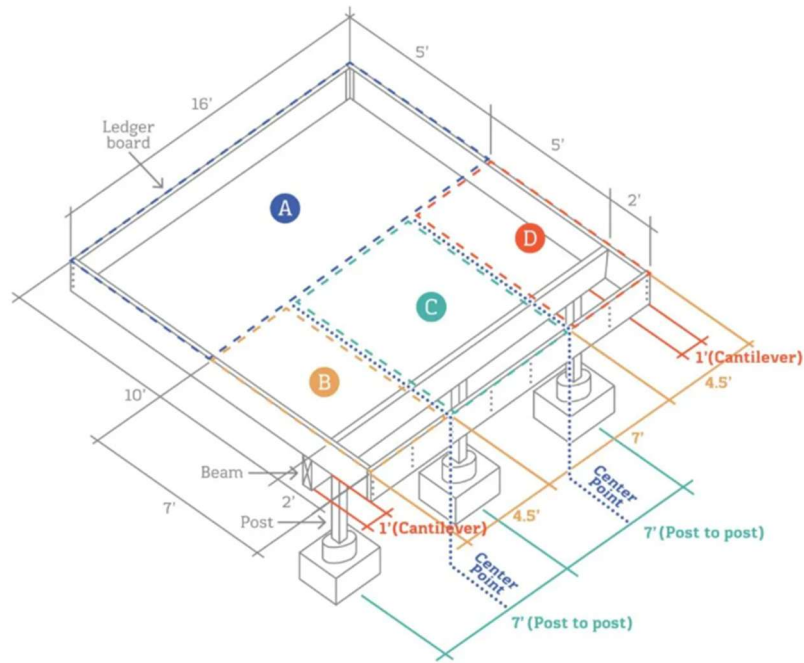 5'
16'
Ledger
board
5'
2'
A
D
C
B
1'(Cantilever)
4.5'
10'
7'
Beam
2'
7'
Post
1'(Cantilever)
4.5'
Center
Point
7'(Post to post)
Center
Point
7'(Post to post)